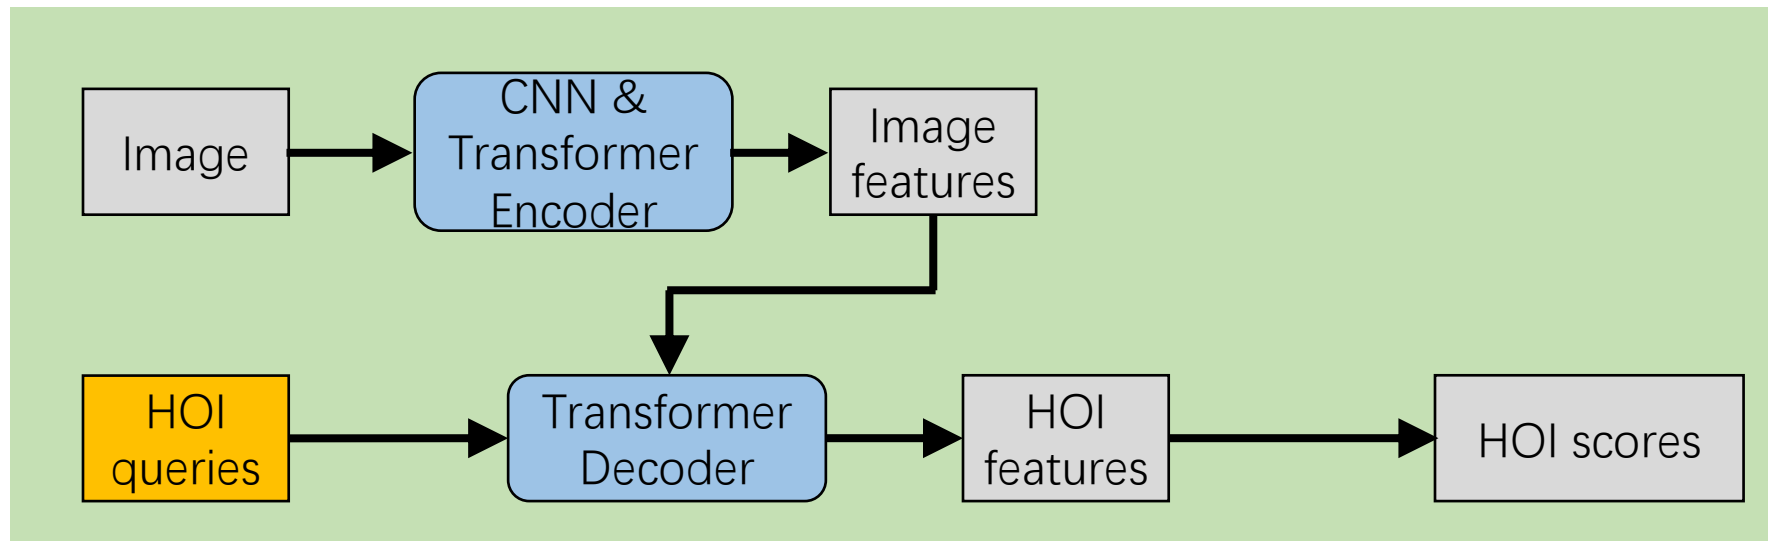 Image
CNN &
Transformer
Encoder
Image
features
HOI
queries
Transformer
Decoder
HOI
features
HOI scores